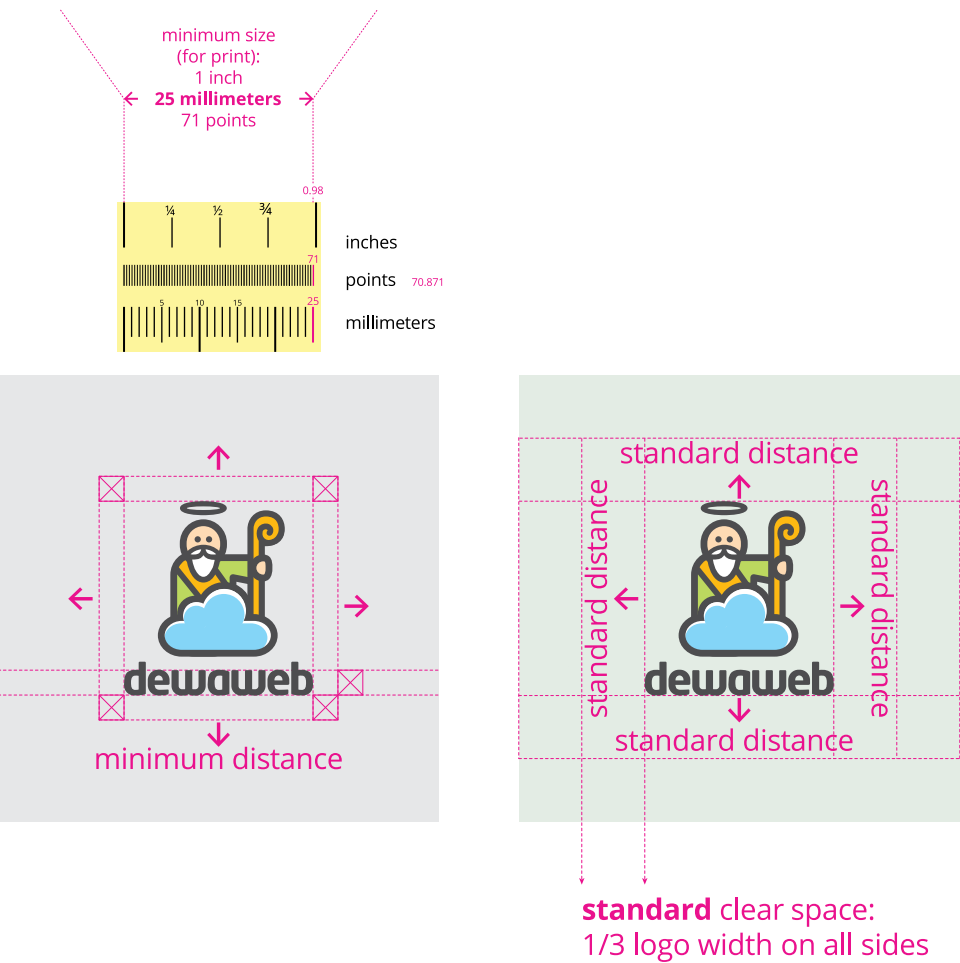 minimum size
(for print):
1 inch
25 millimeters
71 points
0.98
¼ ½ ¾
inches
71
points 70.871
5 10 15 25
millimeters
dewaweb
minimum distance
standard distance
standard distance
standard distance
dewaweb
standard distance
standard clear space:
1/3 logo width on all sides